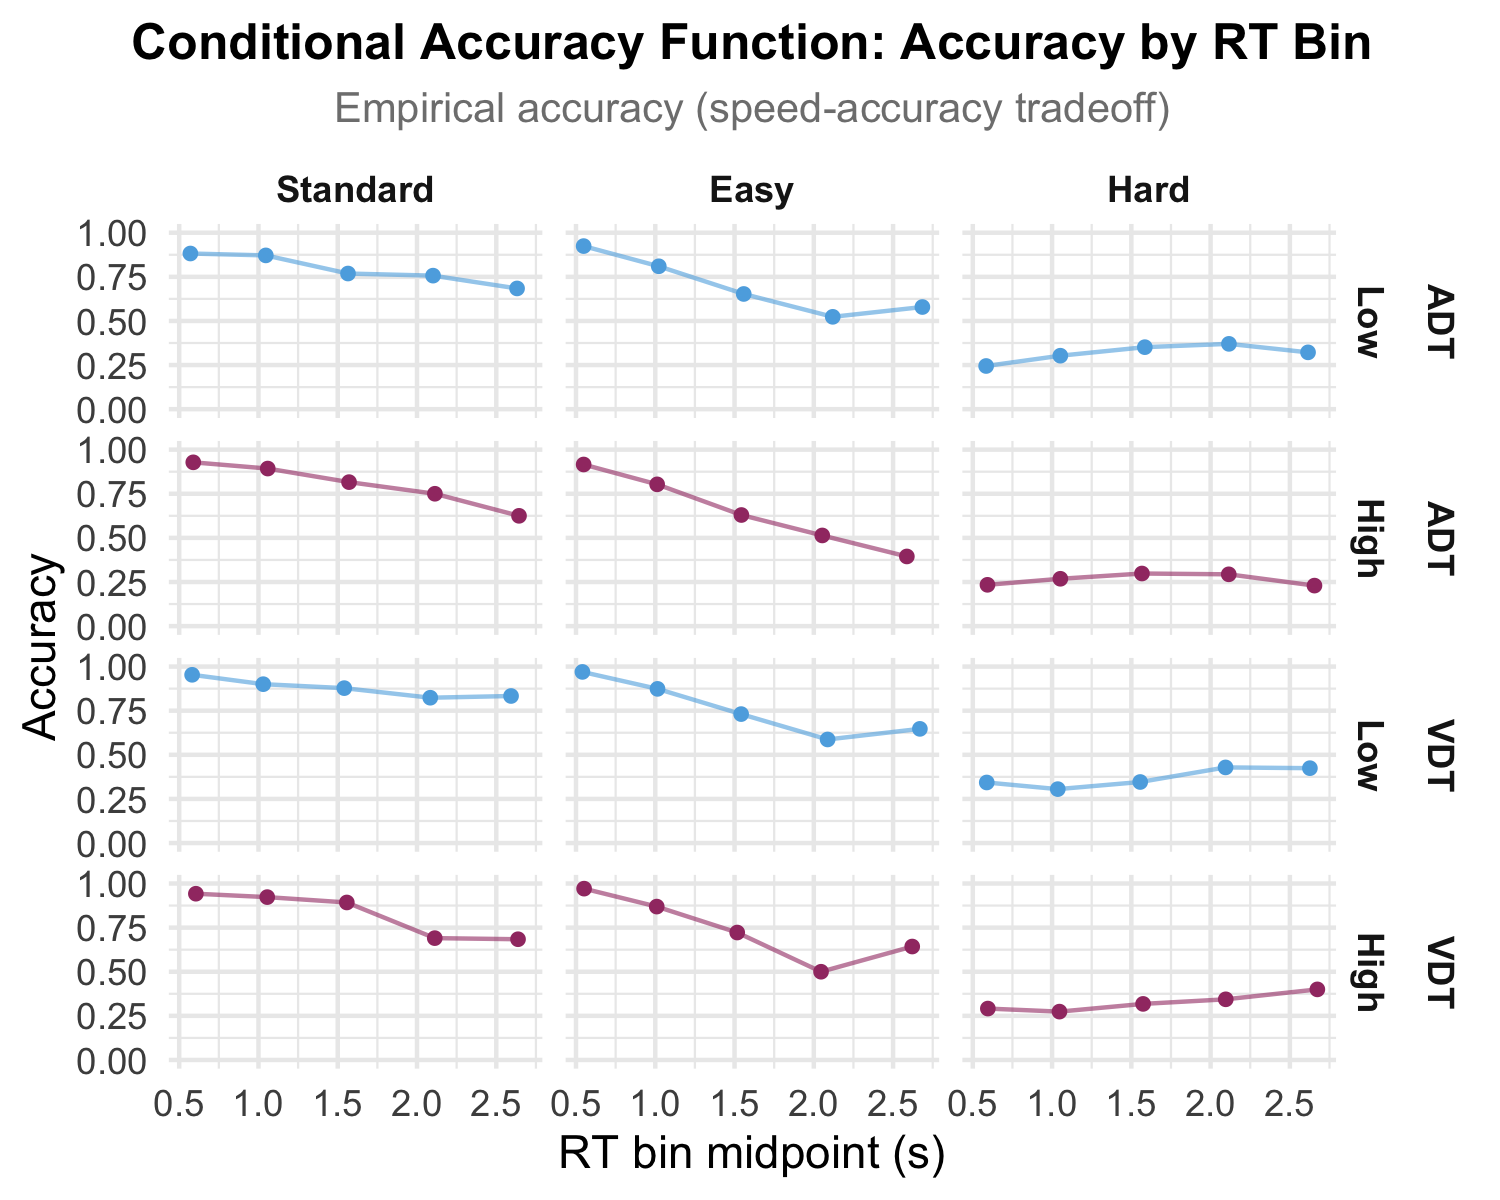 Conditional Accuracy Function: Accuracy by RT Bin
Empirical accuracy (speed-accuracy tradeoff)
Standard Easy Hard
Accuracy
1.00
0.75
0.50
0.25
0.00
Low
ADT
1.00
0.75
0.50
0.25
0.00
High
ADT
1.00
0.75
0.50
0.25
0.00
Low
VDT
1.00
0.75
0.50
0.25
0.00
High
VDT
0.5 1.0 1.5 2.0 2.5 0.5 1.0 1.5 2.0 2.5 0.5 1.0 1.5 2.0 2.5
RT bin midpoint (s)